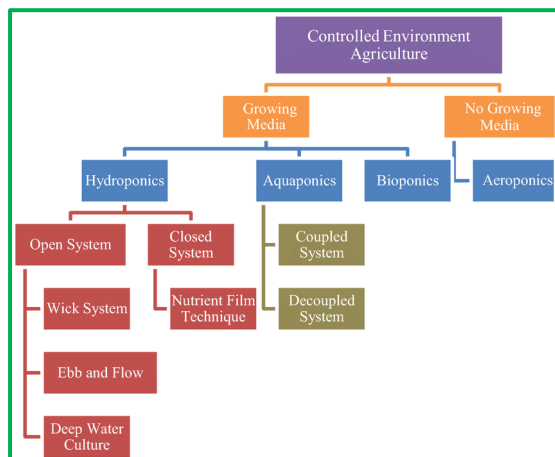 Controlled Environment
Agriculture
Growing
Media
No Growing
Media
Hydroponics
Aquaponics
Bioponics
Aeroponics
Open System
Closed
System
Coupled
System
Wick System
Nutrient Film
Technique
Decoupled
System
Ebb and Flow
Deep Water
Culture